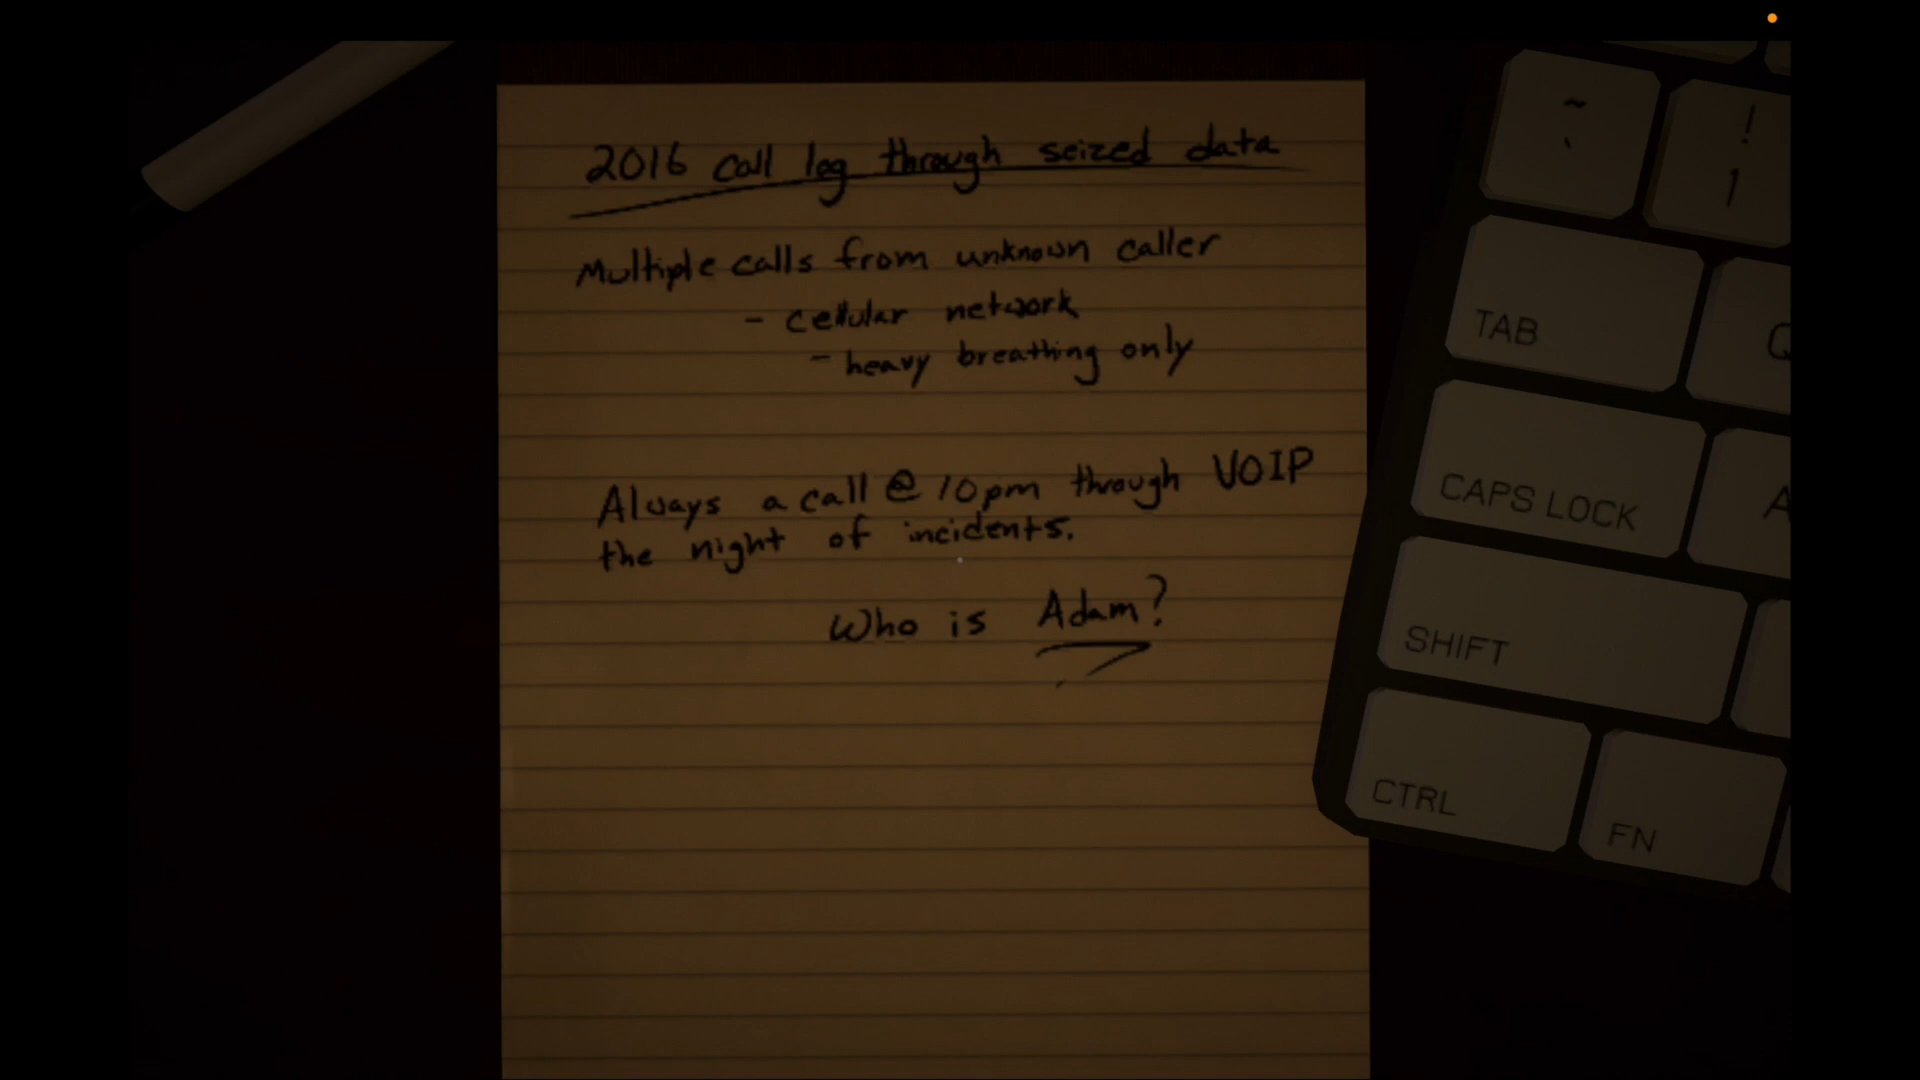 2016 call log through seized data
Multiple calls from unknown caller
- cellular network
- heavy breathing only
Always a call @ 10pm through VOIP
the night of incidents.
Who is Adam?
~
`
!
1
TAB
Q
CAPS LOCK
A
SHIFT
CTRL
FN